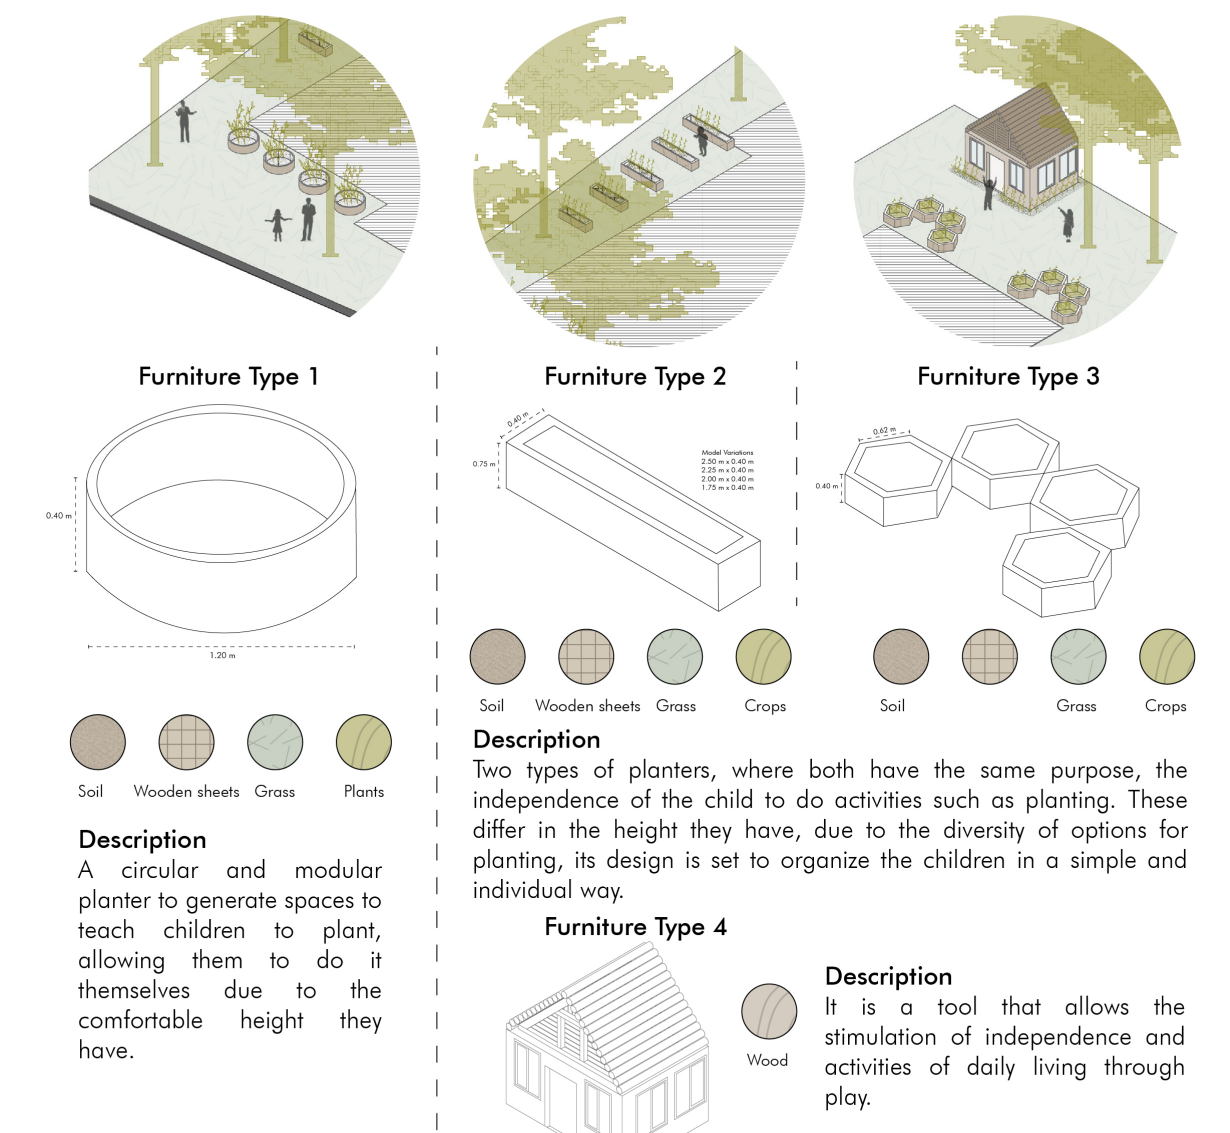 Furniture Type 1
0.40 m
1.20 m
Soil
Wooden sheets
Grass
Plants
Description
A circular and modular
planter to generate spaces to
teach children to plant,
allowing them to do it
themselves due to the
comfortable height they
have.
Furniture Type 2
0.40 m
0.75 m
Model Variations
2.50 m x 0.40 m
2.25 m x 0.40 m
2.00 m x 0.40 m
1.75 m x 0.40 m
Soil
Wooden sheets
Grass
Crops
Furniture Type 3
0.62 m
0.40 m
Soil
Grass
Crops
Description
Two types of planters, where both have the same purpose, the
independence of the child to do activities such as planting. These
differ in the height they have, due to the diversity of options for
planting, its design is set to organize the children in a simple and
individual way.
Furniture Type 4
Wood
Description
It is a tool that allows the
stimulation of independence and
activities of daily living through
play.